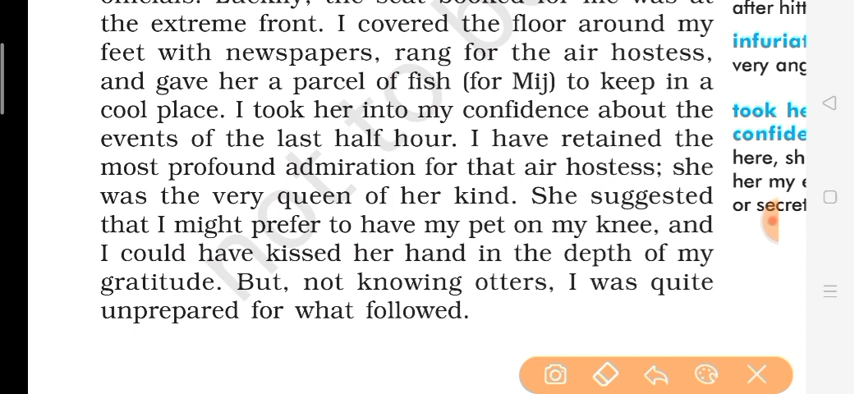 the extreme front. I covered the floor around my
feet with newspapers, rang for the air hostess,
and gave her a parcel of fish (for Mij) to keep in a
cool place. I took her into my confidence about the
events of the last half hour. I have retained the
most profound admiration for that air hostess; she
was the very queen of her kind. She suggested
that I might prefer to have my pet on my knee, and
I could have kissed her hand in the depth of my
gratitude. But, not knowing otters, I was quite
unprepared for what followed.
after hitt
infuriat
very ang
took he
confide
here, sh
her my e
or secret
not to be